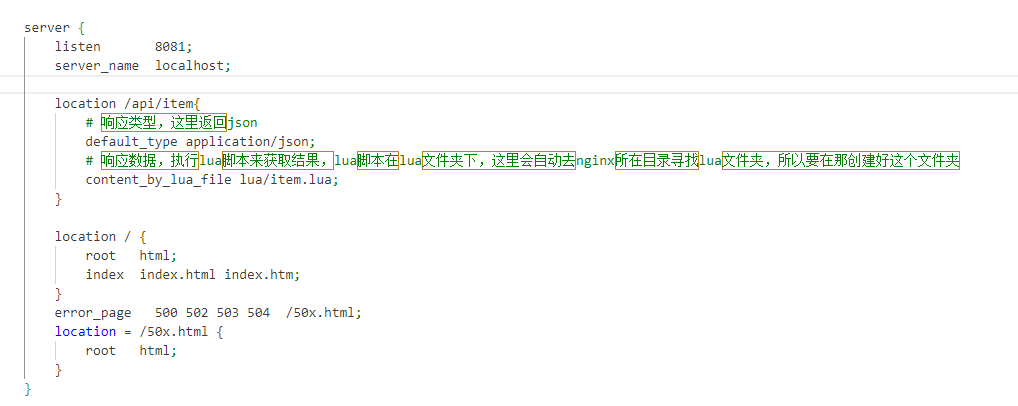 server {
    listen       8081;
    server_name  localhost;
    location /api/item{
        # 响应类型，这里返回json
        default_type application/json;
        # 响应数据，执行lua脚本来获取结果，lua脚本在lua文件夹下，这里会自动去nginx所在目录寻找lua文件夹，所以要在那创建好这个文件夹
        content_by_lua_file lua/item.lua;
    }
    location / {
        root   html;
        index  index.html index.htm;
    }
    error_page   500 502 503 504  /50x.html;
    location = /50x.html {
        root   html;
    }
}